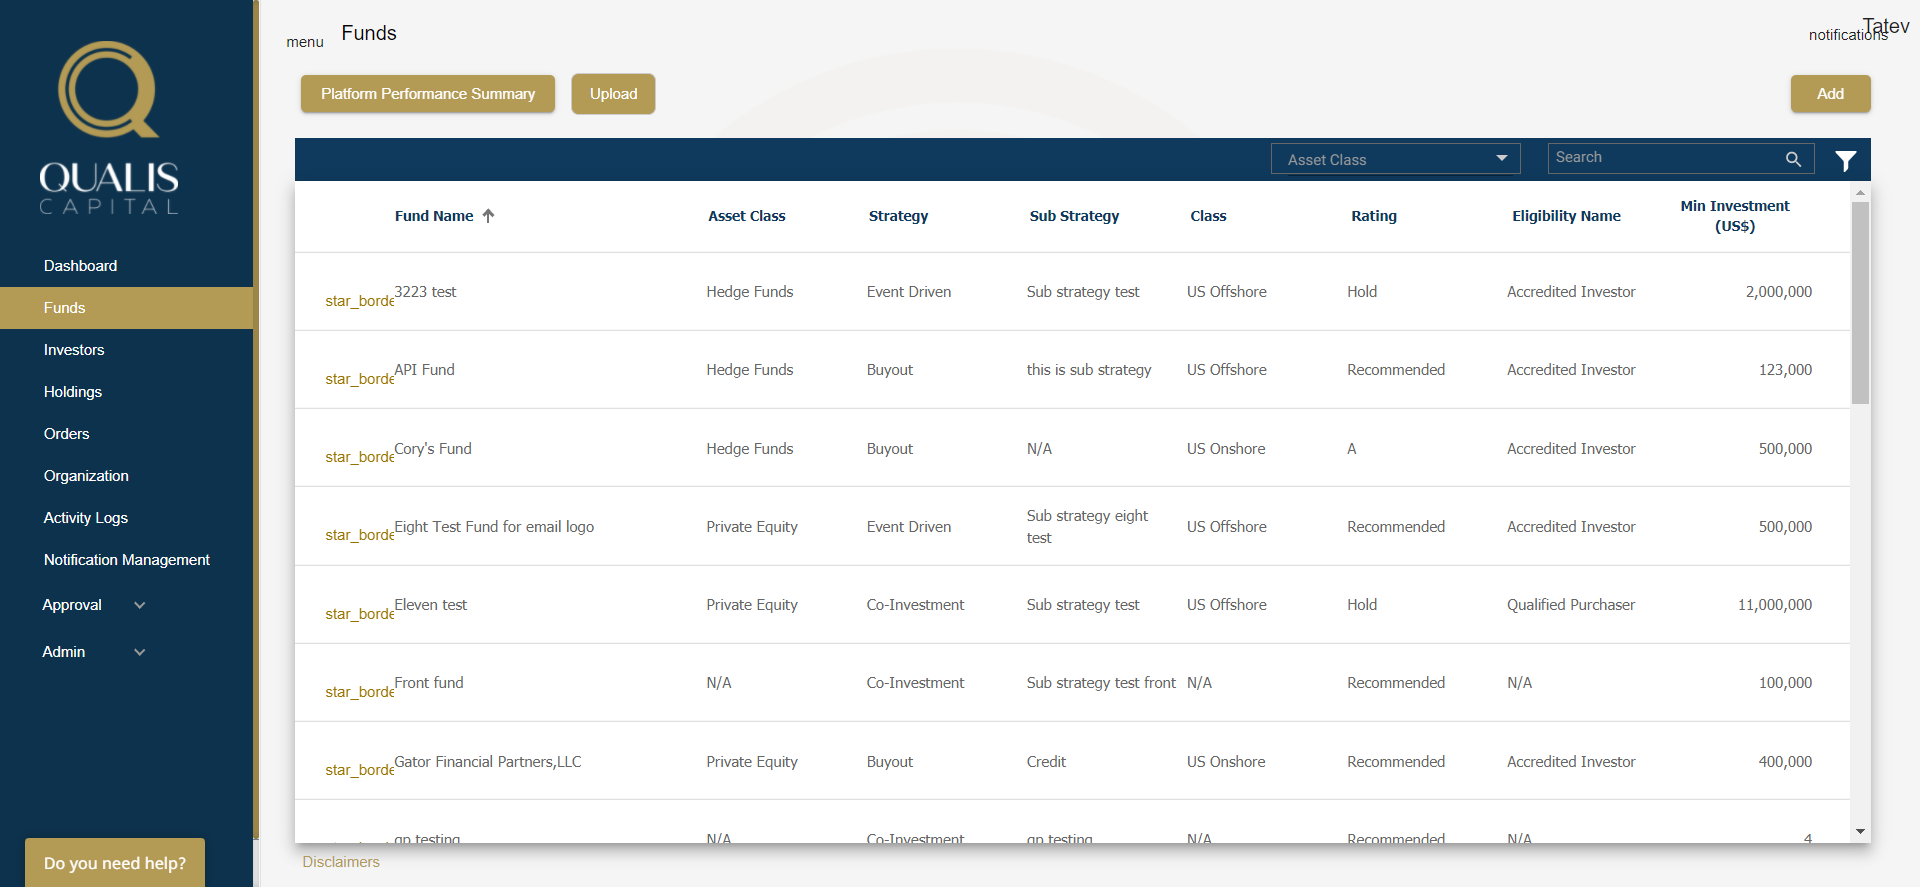 QUALIS
CAPITAL
Dashboard
Funds
Investors
Holdings
Orders
Organization
Activity Logs
Notification Management
Approval
Admin
Do you need help?
menu
Funds
notifications
Tatev
Platform Performance Summary
Upload
Add
Asset Class
Search
Fund Name Asset Class Strategy Sub Strategy Class Rating Eligibility Name Min Investment
(US$)
star_borde 3223 test Hedge Funds Event Driven Sub strategy test US Offshore Hold Accredited Investor 2,000,000
star_borde API Fund Hedge Funds Buyout this is sub strategy US Offshore Recommended Accredited Investor 123,000
star_borde Cory's Fund Hedge Funds Buyout N/A US Onshore A Accredited Investor 500,000
star_borde Eight Test Fund for email logo Private Equity Event Driven Sub strategy eight
test US Offshore Recommended Accredited Investor 500,000
star_borde Eleven test Private Equity Co-Investment Sub strategy test US Offshore Hold Qualified Purchaser 11,000,000
star_borde Front fund N/A Co-Investment Sub strategy test front N/A Recommended N/A 100,000
star_borde Gator Financial Partners,LLC Private Equity Buyout Credit US Onshore Recommended Accredited Investor 400,000
testing N/A Co-Investment testing N/A Recommended N/A 4
Disclaimers